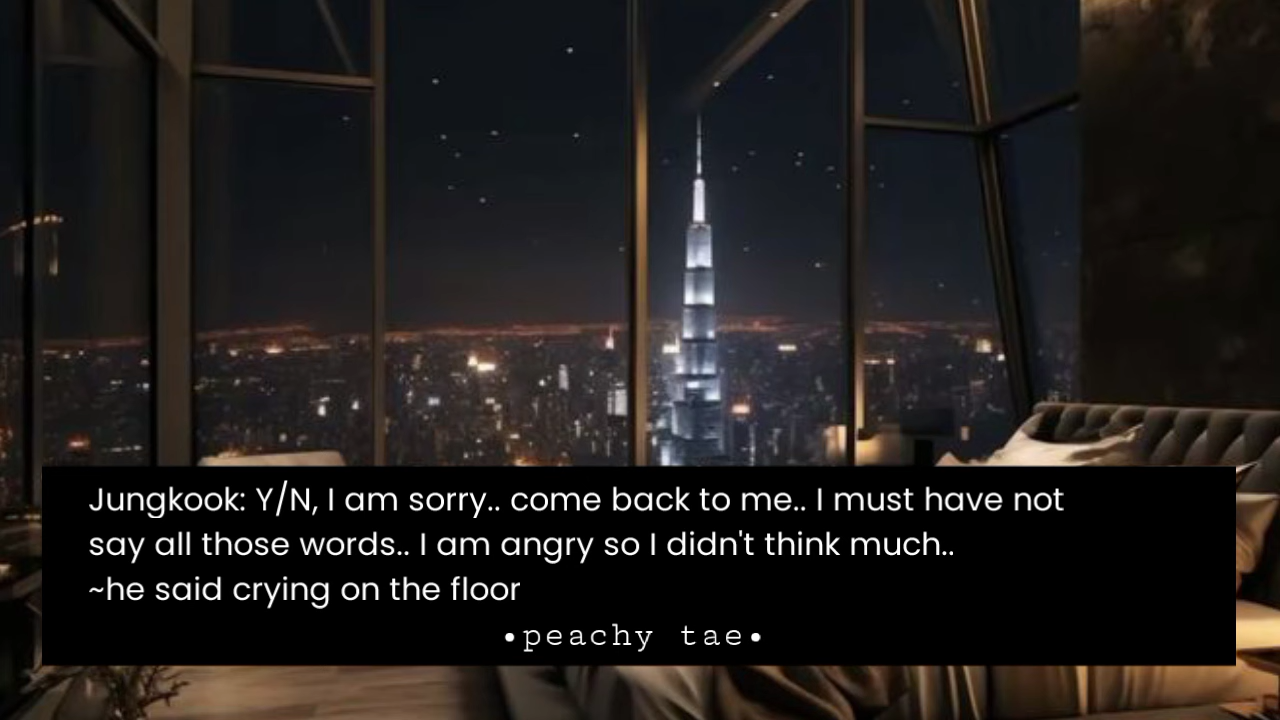 Jungkook: Y/N, I am sorry.. come back to me.. I must have not
say all those words.. I am angry so I didn't think much..
~he said crying on the floor
•peachy tae•